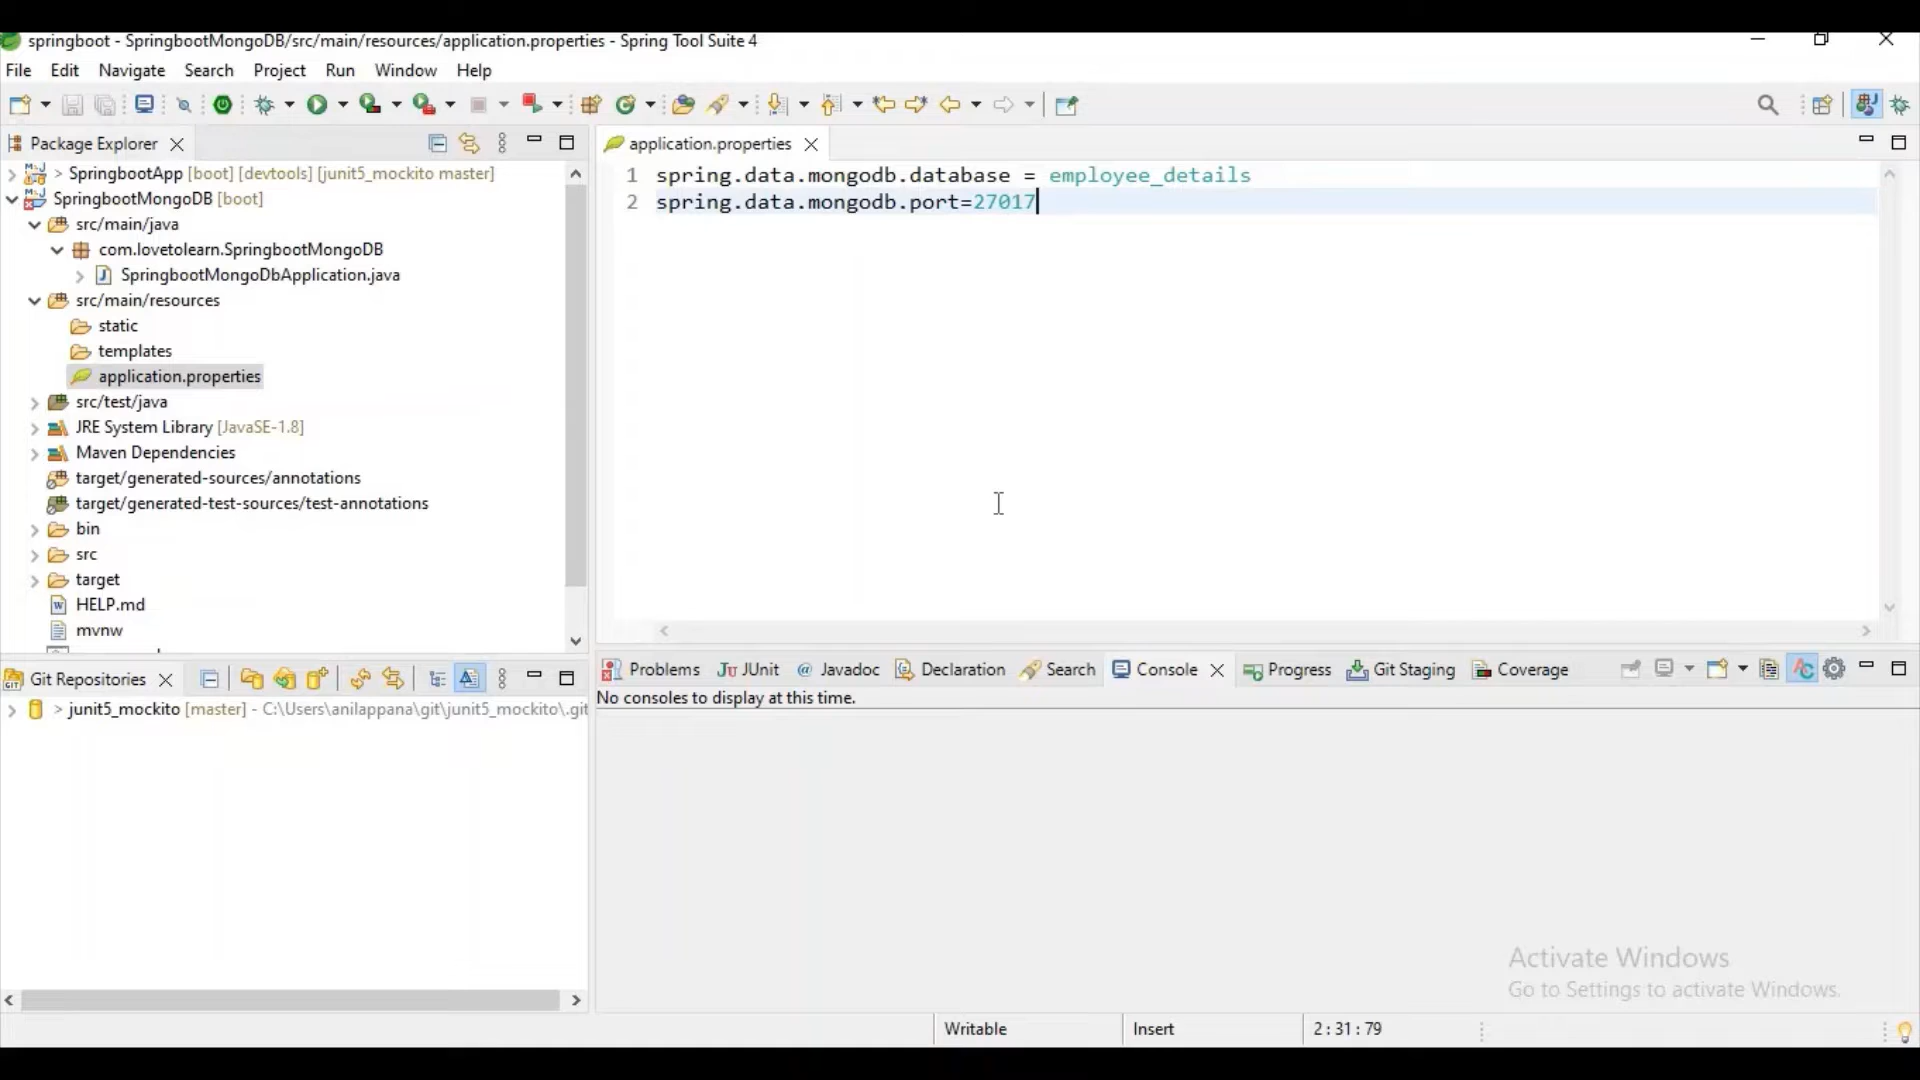 springboot - SpringbootMongoDB/src/main/resources/application.properties - Spring Tool Suite 4
File Edit Navigate Search Project Run Window Help
Package Explorer
> SpringbootApp [boot] [devtools] [junit5_mockito master]
SpringbootMongoDB [boot]
src/main/java
com.lovetolearn.SpringbootMongoDB
SpringbootMongoDbApplication.java
src/main/resources
static
templates
application.properties
src/test/java
JRE System Library [JavaSE-1.8]
Maven Dependencies
target/generated-sources/annotations
target/generated-test-sources/test-annotations
bin
src
target
HELP.md
mvnw
application.properties
1 spring.data.mongodb.database = employee_details
2 spring.data.mongodb.port=27017
Git Repositories
> junit5_mockito [master] - C:\Users\anilappana\git\junit5_mockito\.git
Problems JUnit Javadoc Declaration Search Console Progress Git Staging Coverage
No consoles to display at this time.
Activate Windows
Go to Settings to activate Windows.
Writable Insert 2 : 31 : 79